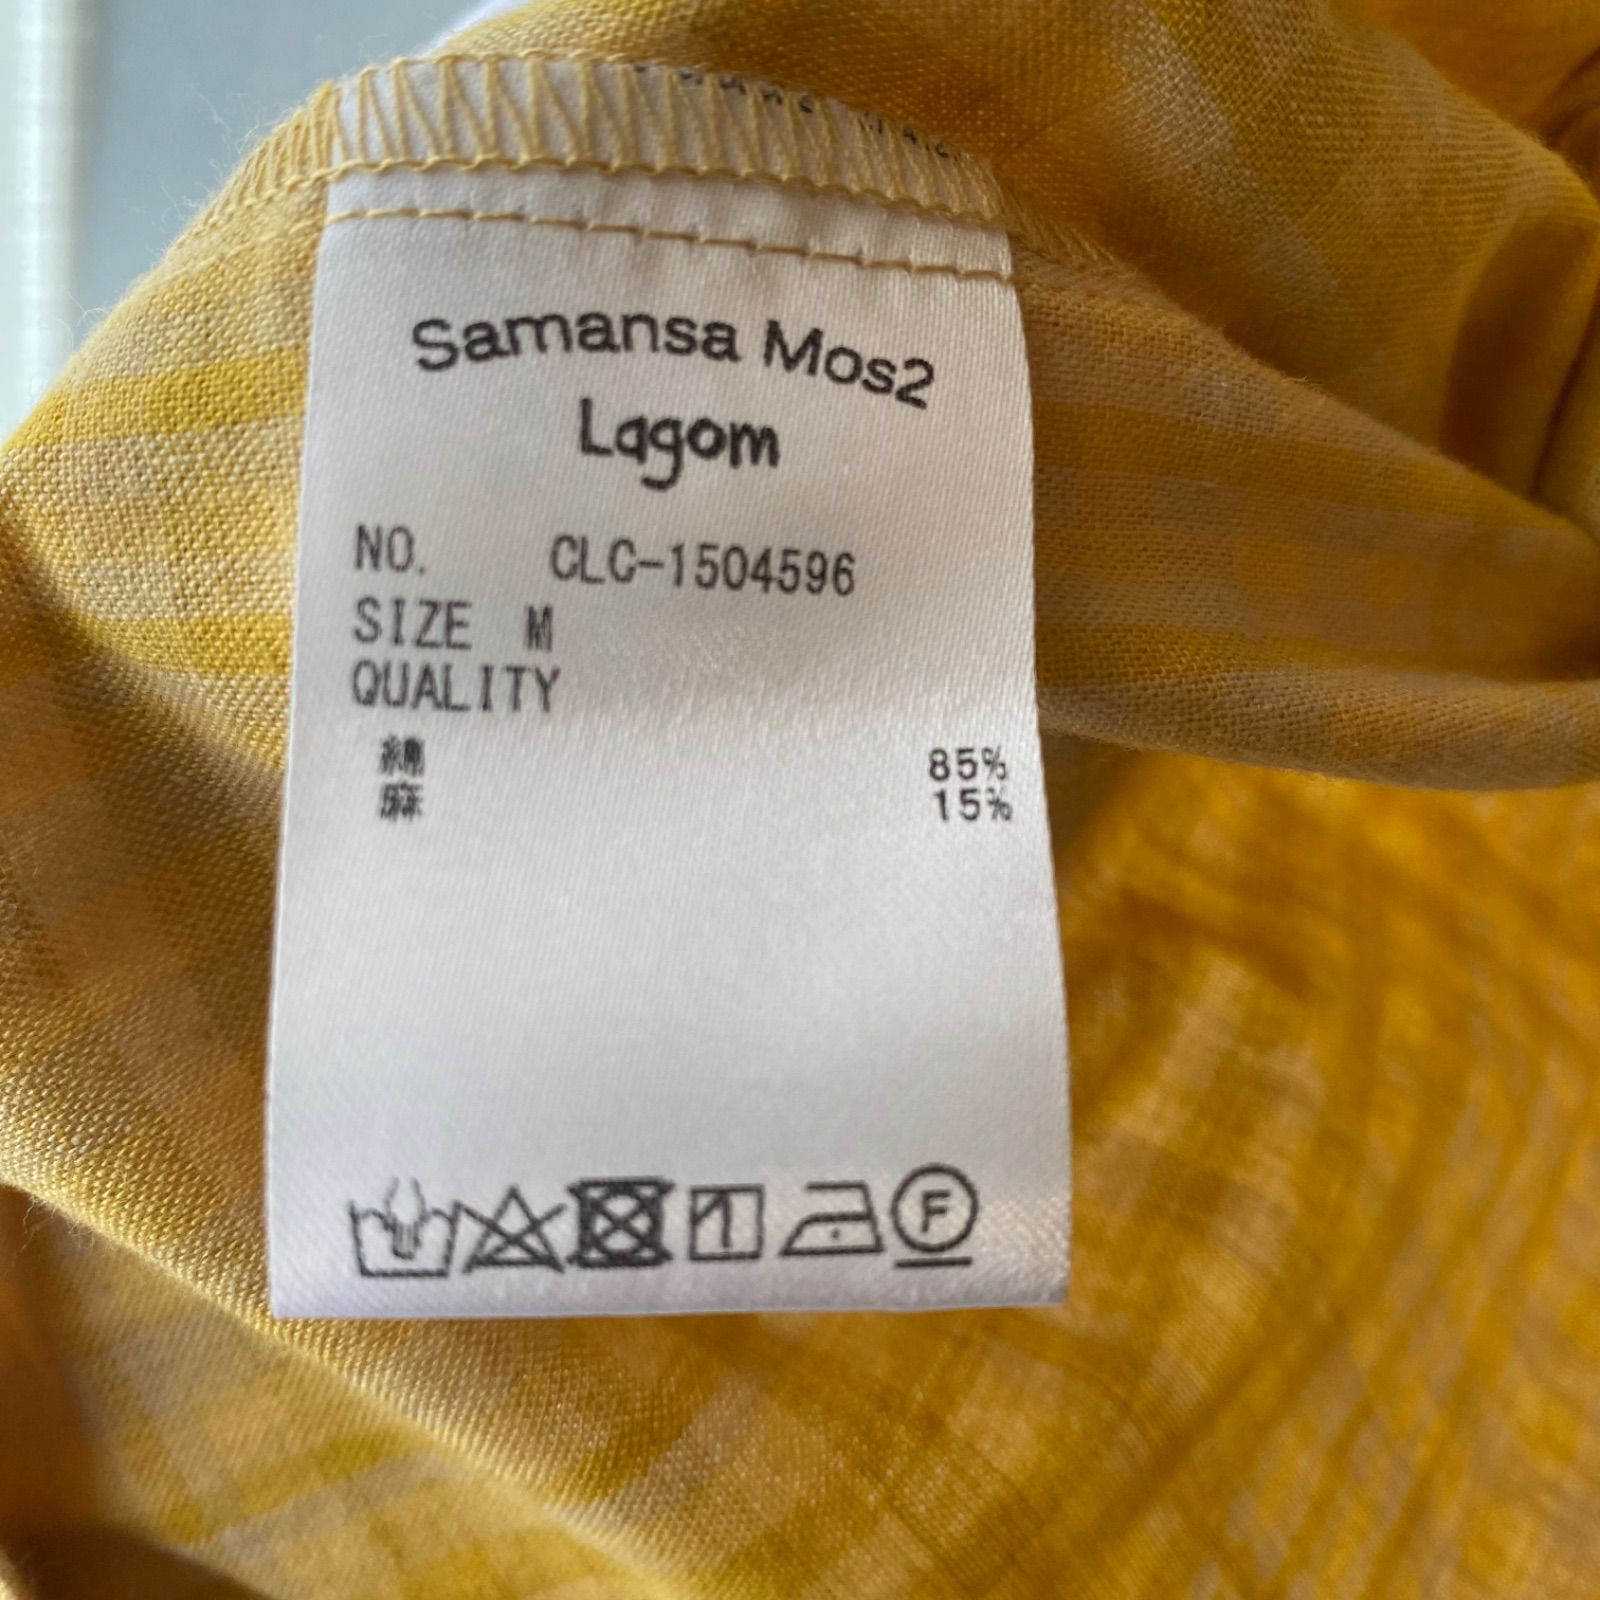 Samansa Mos2
Lagom
NO. CLC-1504596
SIZE M
QUALITY
綿 85%
麻 15%
F